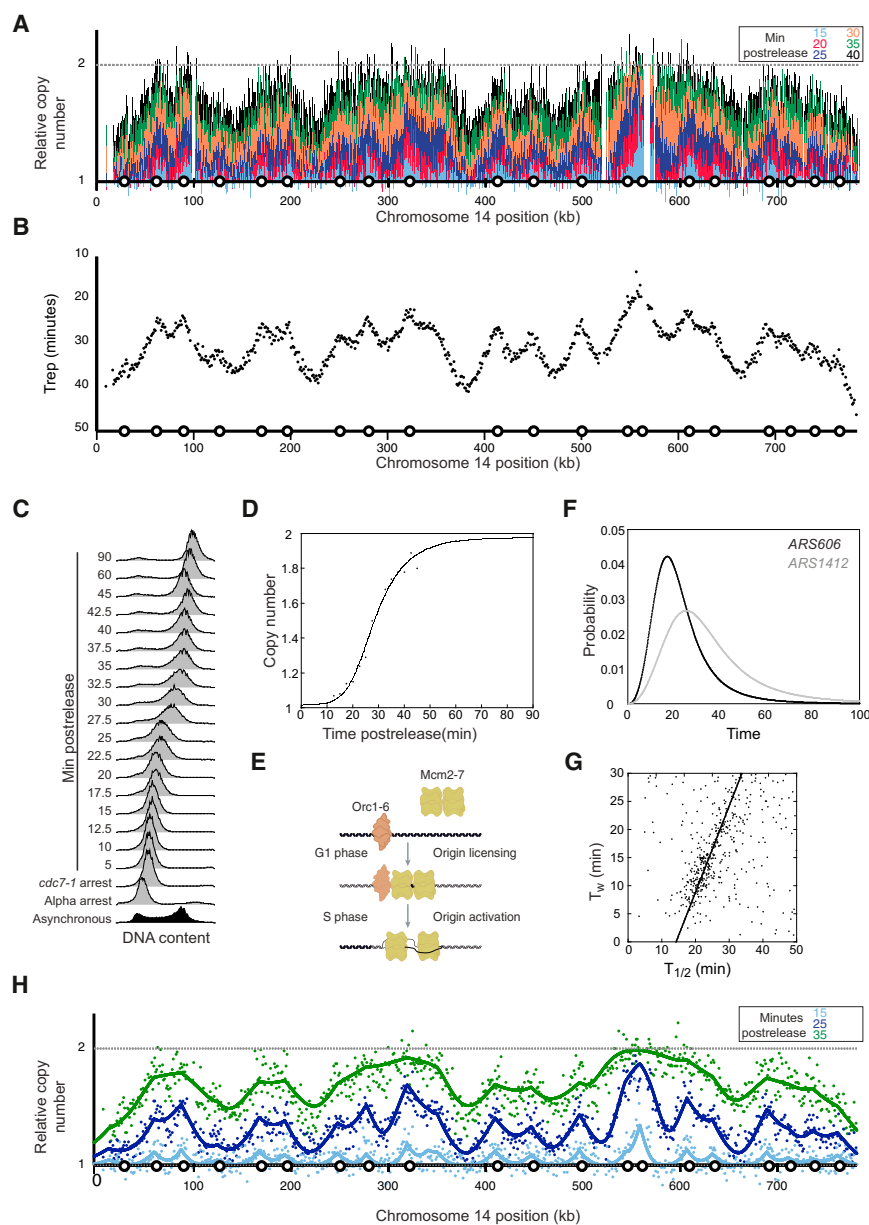 A
Min postrelease
15 30
20 35
25 40
2
1
Relative copy number
0 100 200 300 400 500 600 700
Chromosome 14 position (kb)
B
10
20
30
40
50
Trep (minutes)
0 100 200 300 400 500 600 700
Chromosome 14 position (kb)
C
Min postrelease
90
60
45
42.5
40
37.5
35
32.5
30
27.5
25
22.5
20
17.5
15
12.5
10
5
cdc7-1 arrest
Alpha arrest
Asynchronous
DNA content
D
2
1.8
1.6
1.4
1.2
1
Copy number
0 10 20 30 40 50 60 70 80 90
Time postrelease(min)
E
Mcm2-7
Orc1-6
G1 phase Origin licensing
S phase Origin activation
F
0.05
0.04
0.03
0.02
0.01
0
Probability
ARS606
ARS1412
0 20 40 60 80 100
Time
G
30
25
20
15
10
5
0
Tw (min)
0 5 10 15 20 25 30 35 40 45 50
T1/2 (min)
H
Minutes postrelease
15
25
35
2
1
Relative copy number
0 100 200 300 400 500 600 700
Chromosome 14 position (kb)